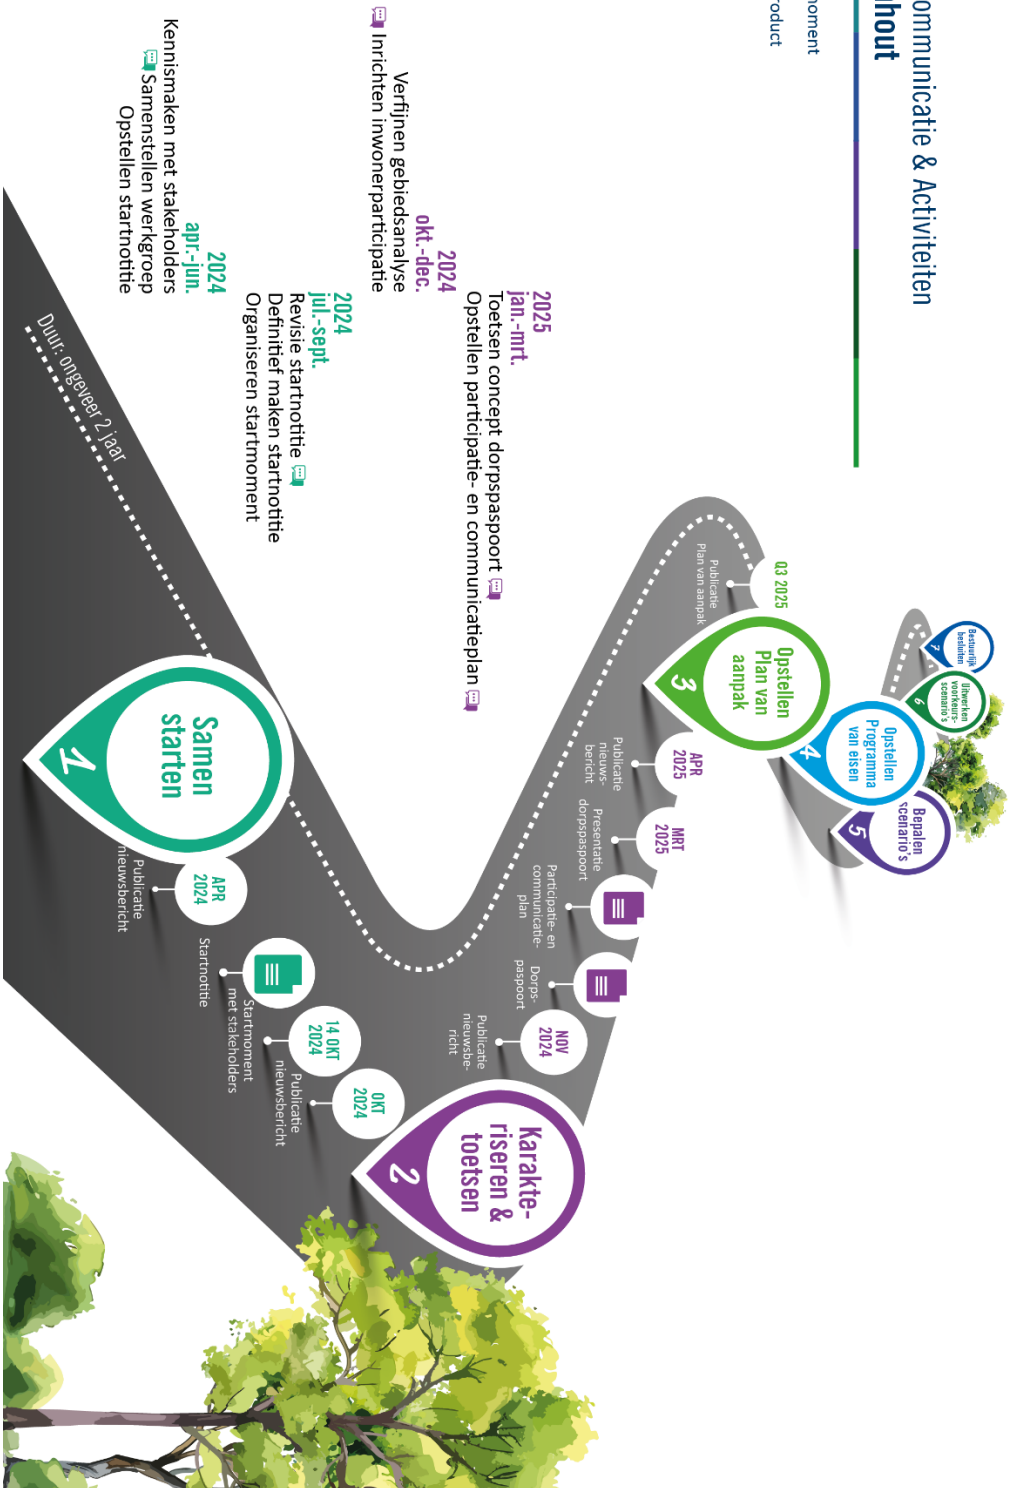 ommunicatie & Activiteiten
hout
moment
roduct
2024
apr.-jun.
Kennismaken met stakeholders
Samenstellen werkgroep
Opstellen startnotitie
2024
jul.-sept.
Revisie startnotitie
Definitief maken startnotitie
Organiseren startmoment
2024
okt.-dec.
Verfijnen gebiedsanalyse
Inrichten inwonerparticipatie
2025
jan.-mrt.
Toetsen concept dorpspaspoort
Opstellen participatie- en communicatieplan
Duur: ongeveer 2 jaar
Samen
starten
1
APR
2024
Publicatie
nieuwsbericht
Startnotitie
14 OKT
2024
Startmoment
met stakeholders
OKT
2024
Publicatie
nieuwsbericht
Karakte-
riseren &
toetsen
2
NOV
2024
Publicatie
nieuwsbe-
richt
Dorps-
paspoort
Participatie- en
communicatie-
plan
MRT
2025
Presentatie
dorpspaspoort
APR
2025
Publicatie
nieuws-
bericht
Opstellen
Plan van
aanpak
3
Q3 2025
Publicatie
Plan van aanpak
Opstellen
Programma
van eisen
4
Bepalen
scenario's
5
Uitwerken
voorkeurs-
scenario's
6
Bestuurlijk
besluiten
7